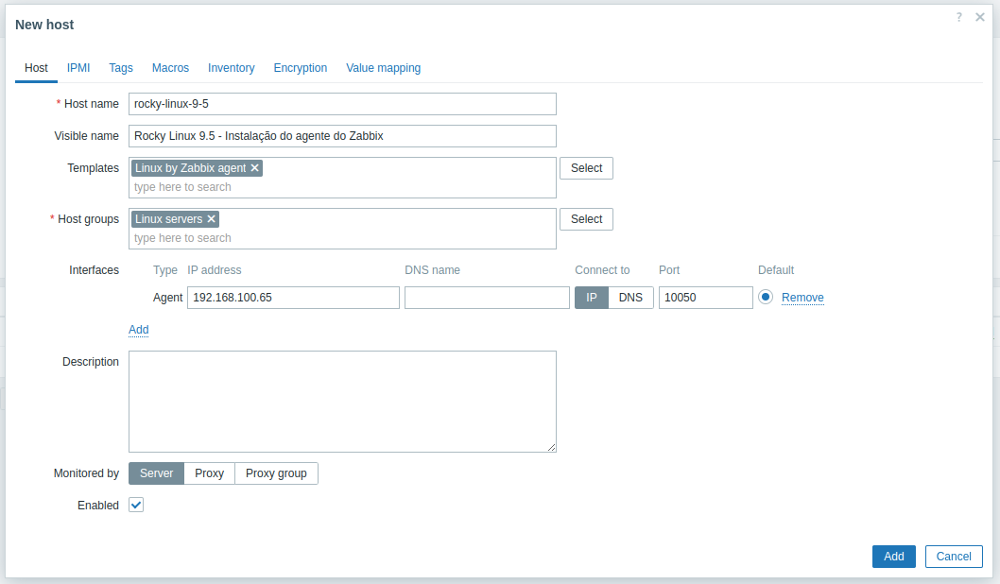 New host
?
Host IPMI Tags Macros Inventory Encryption Value mapping
* Host name rocky-linux-9-5
Visible name Rocky Linux 9.5 - Instalação do agente do Zabbix
Templates Linux by Zabbix agent Select
type here to search
* Host groups Linux servers Select
type here to search
Interfaces Type IP address DNS name Connect to Port Default
Agent 192.168.100.65 IP DNS 10050 Remove
Add
Description
Monitored by Server Proxy Proxy group
Enabled
Add Cancel